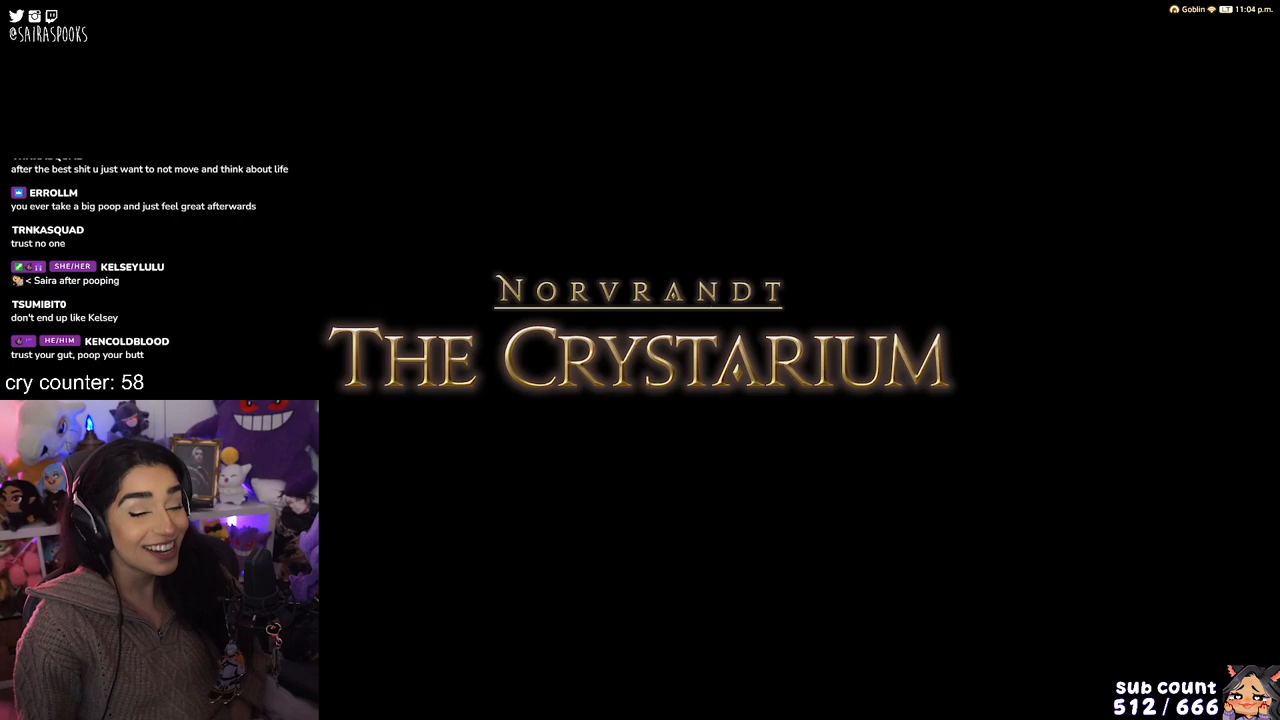 @SAIRASPOOKS
Goblin LT 11:04 p.m.
after the best shit u just want to not move and think about life
ERROLLM
you ever take a big poop and just feel great afterwards
TRNKASQUAD
trust no one
SHE/HER KELSEYLULU
< Saira after pooping
TSUMIBIT0
don't end up like Kelsey
HE/HIM KENCOLDBLOOD
trust your gut, poop your butt
cry counter: 58
NORVRANDT
THE CRYSTARIUM
sub count
512 / 666